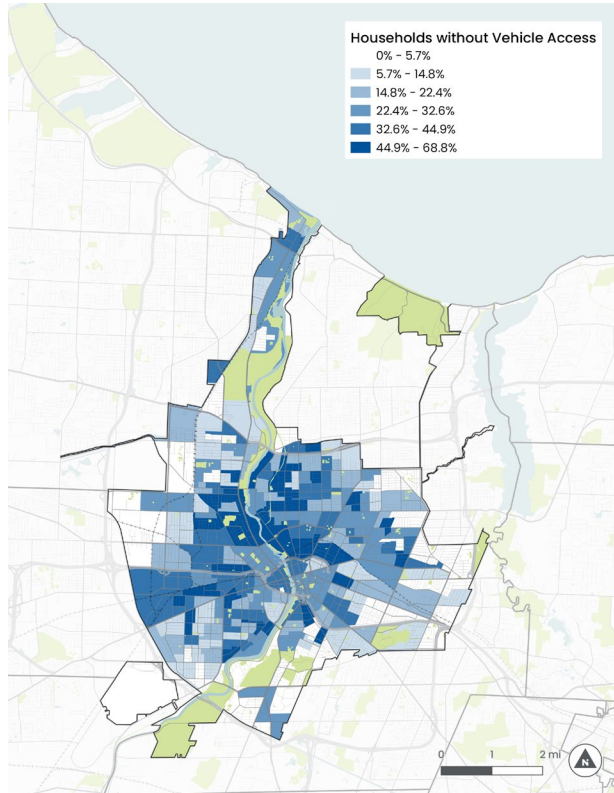 Households without Vehicle Access
0% - 5.7%
5.7% - 14.8%
14.8% - 22.4%
22.4% - 32.6%
32.6% - 44.9%
44.9% - 68.8%
0 1 2 mi
N